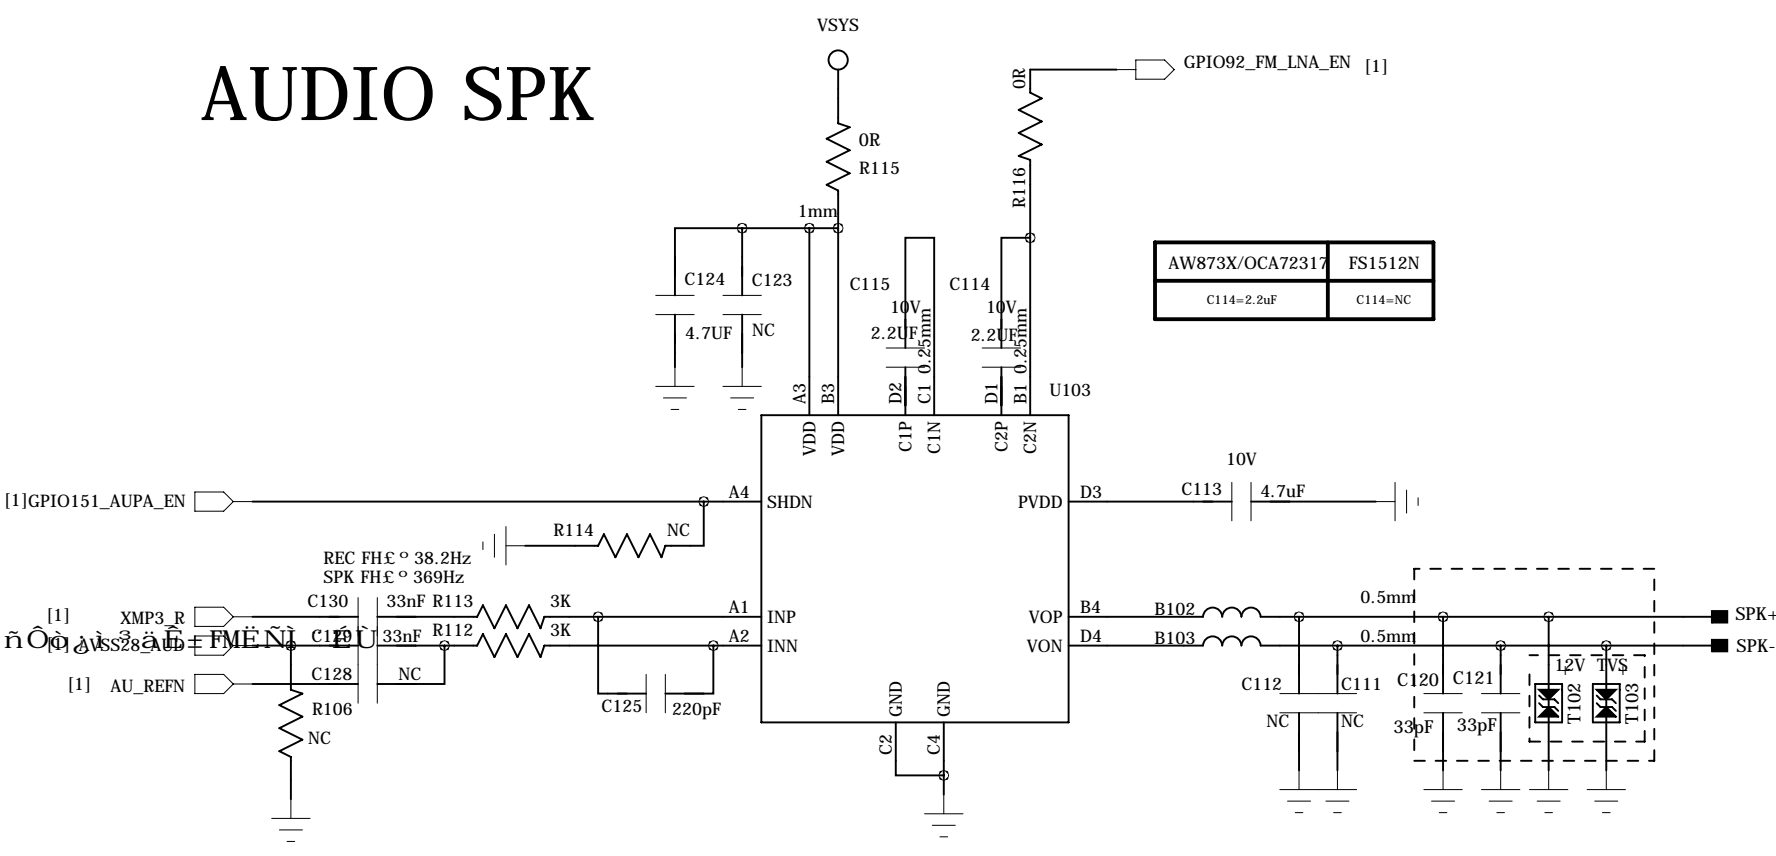 VSYS
AUDIO SPK
0R
R115
1mm
0R
R116
GPIO92_FM_LNA_EN [1]
AW873X/OCA72317 FS1512N
C114=2.2uF C114=NC
C124
4.7UF
C123
NC
C115
10V
2.2UF
0.25mm
C114
10V
2.2UF
0.25mm
A3
B3
D2
C1
D1
B1
U103
VDD
VDD
C1P
C1N
C2P
C2N
[1]GPIO151_AUPA_EN
A4
SHDN
R114
NC
PVDD
D3
C113
10V
4.7uF
REC FH£º 38.2Hz
SPK FH£º 369Hz
[1] XMP3_R
C130
33nF
R113
3K
A1
INP
AVSS28_AUD
C129
33nF
R112
3K
A2
INN
[1] AU_REFN
C128
NC
R106
NC
C125
220pF
GND
GND
C2
C4
VOP
B4
B102
0.5mm
SPK+
VON
D4
B103
0.5mm
SPK-
C112
NC
C111
NC
C120
33pF
C121
33pF
12V TVS
T102
T103